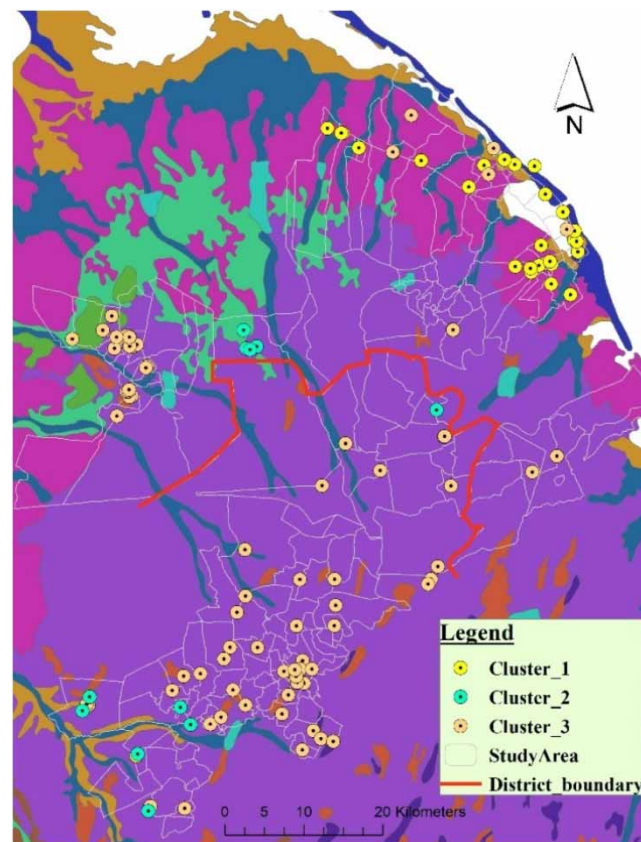 N
Legend
Cluster_1
Cluster_2
Cluster_3
StudyArea
District_boundary
0 5 10 20 Kilometers